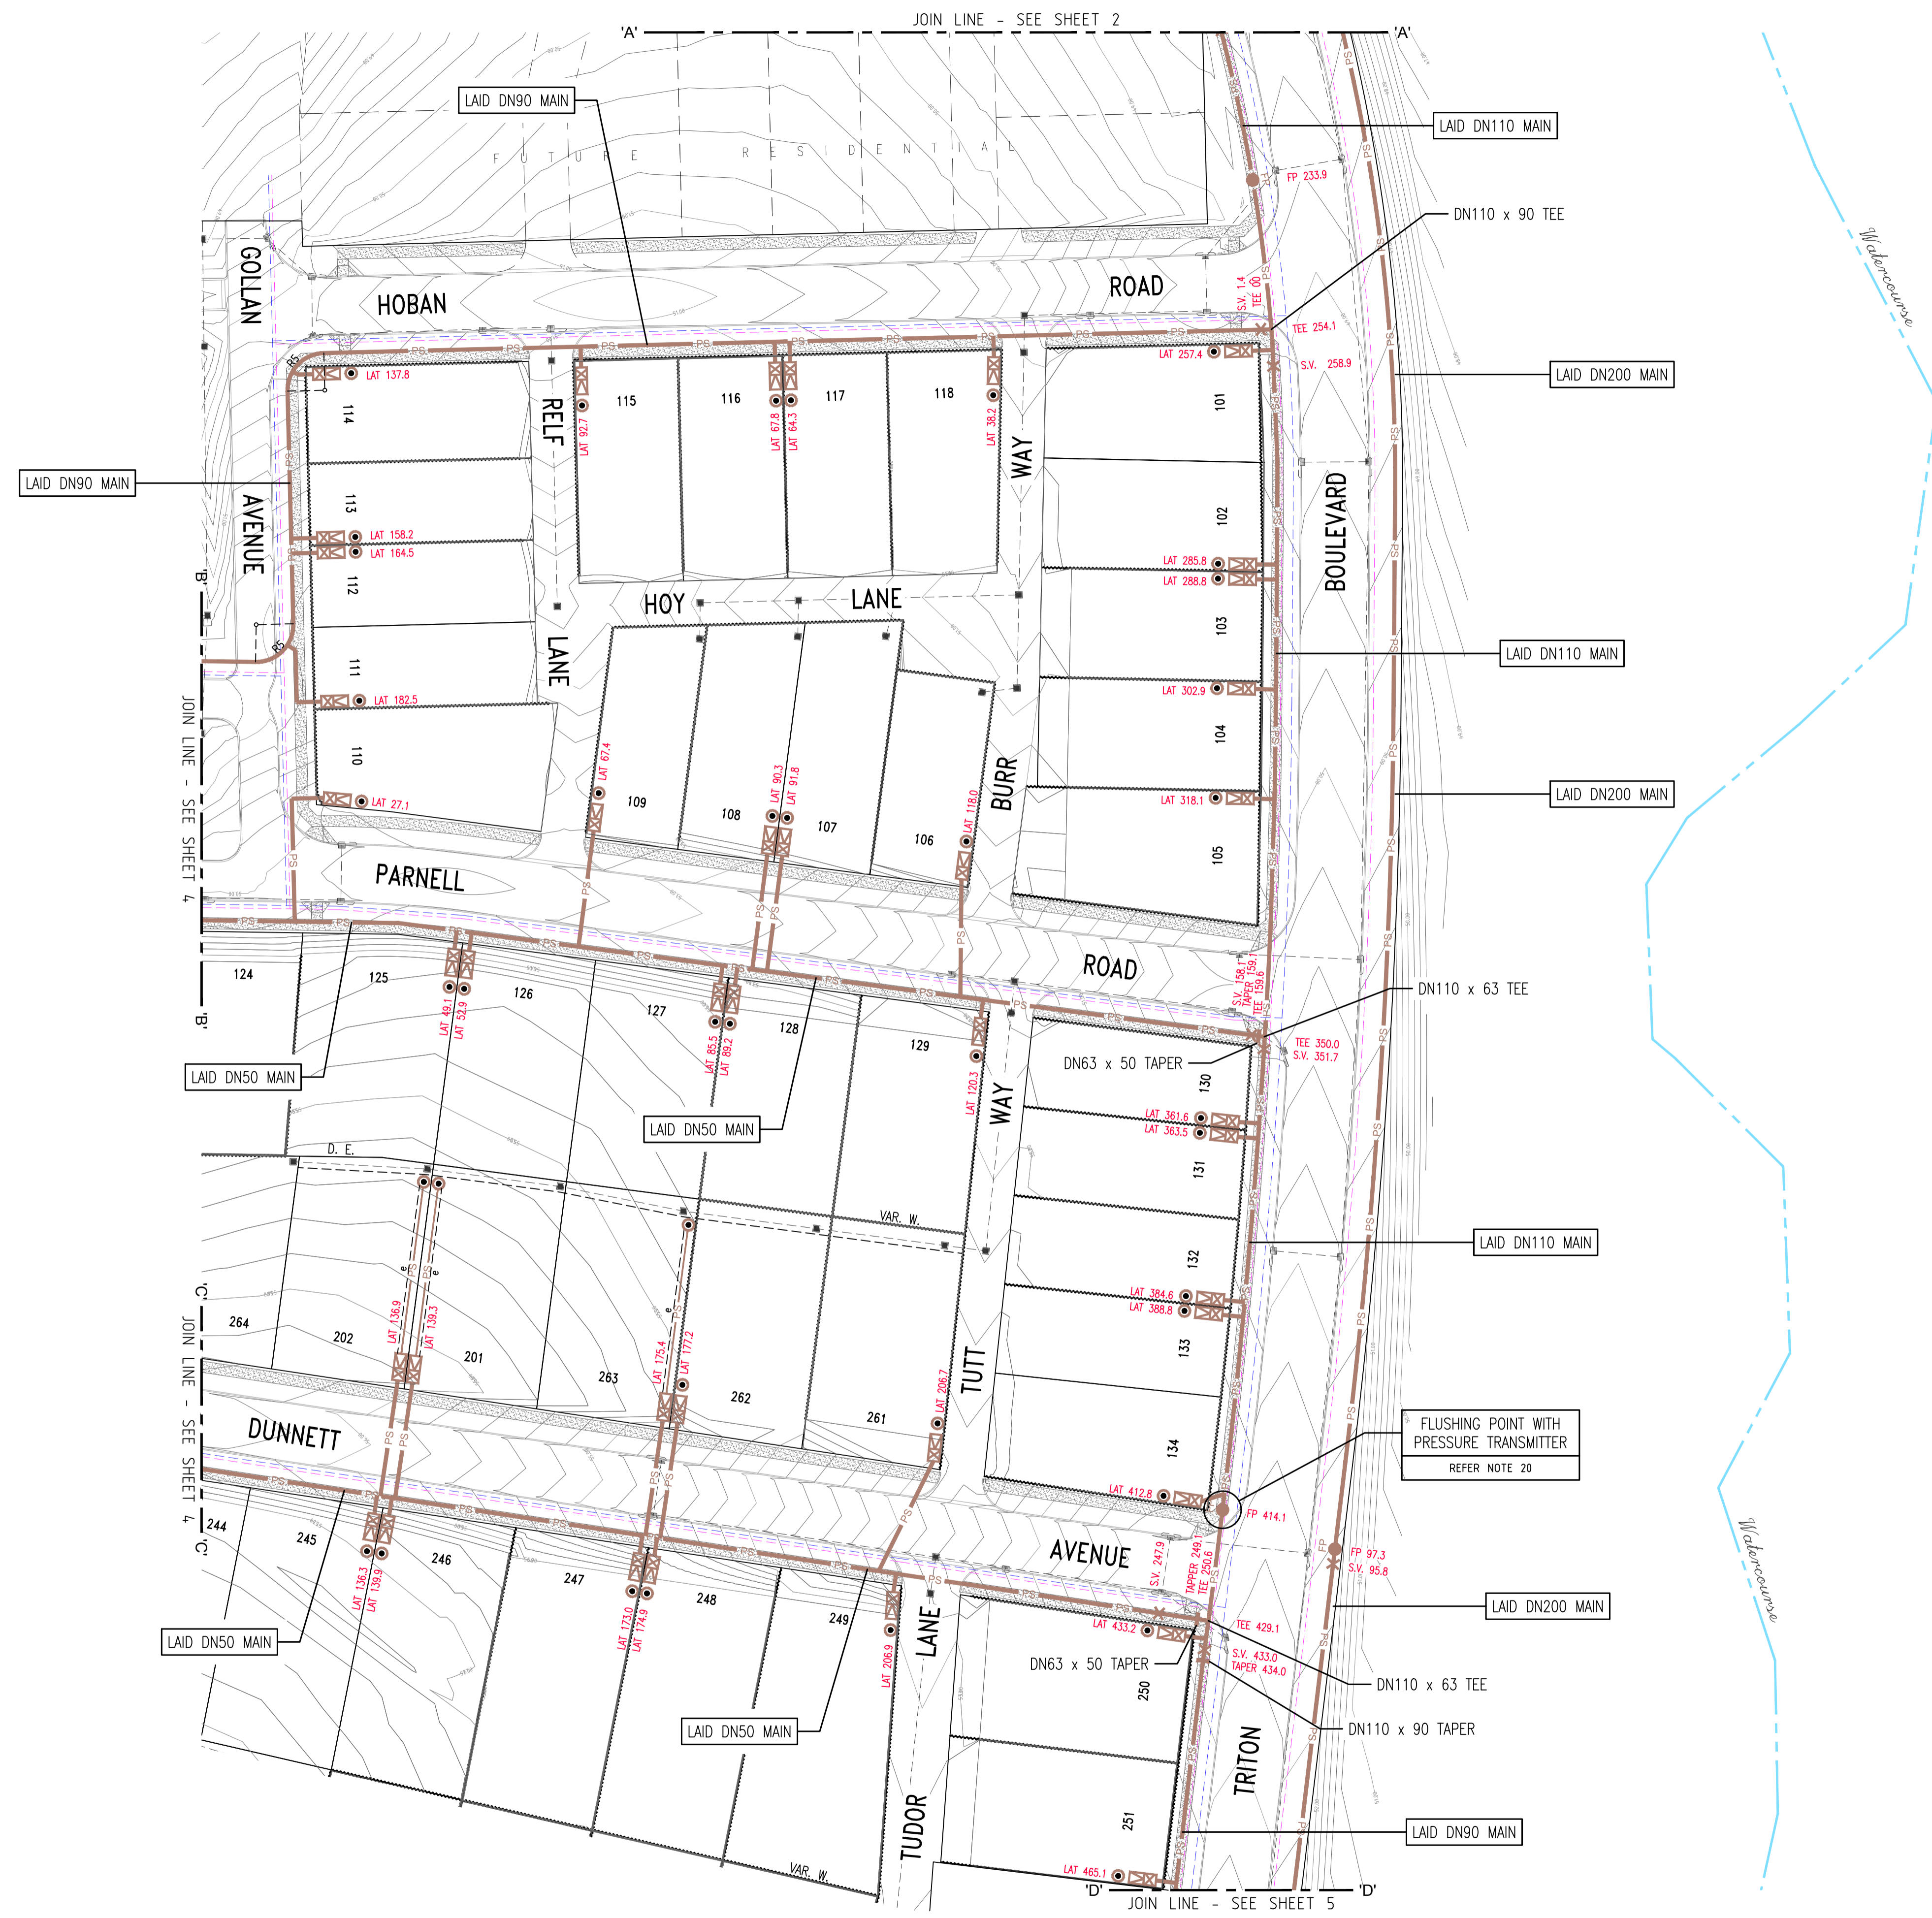 JOIN LINE - SEE SHEET 2
'A'
'A'
LAID DN90 MAIN
LAID DN110 MAIN
FUTURE RESIDENTIAL
FP
FP 233.9
DN110 x 90 TEE
Watercourse
GOLLAN
HOBAN
ROAD
S.V. 1.4
TEE 00
TEE 254.1
LAT 257.4
S.V. 258.9
LAID DN200 MAIN
R5
LAT 137.8
114
RELF
115
116
117
118
101
LAT 92.7
LAT 67.8
LAT 64.3
LAT 38.2
WAY
LAID DN90 MAIN
AVENUE
113
BOULEVARD
102
LAT 158.2
LAT 164.5
LAT 285.8
LAT 288.8
'B'
112
HOY
LANE
103
R5
LANE
111
LAID DN110 MAIN
LAT 182.5
LAT 302.9
JOIN LINE - SEE SHEET 4
110
104
LAT 67.4
LAT 90.3
LAT 91.8
LAT 118.0
BURR
LAID DN200 MAIN
LAT 27.1
109
108
107
106
LAT 318.1
105
PARNELL
ROAD
124
125
126
127
128
129
S.V. 158.1
TAPER 159.1
TEE 159.6
DN110 x 63 TEE
LAT 49.1
LAT 52.9
LAT 85.5
LAT 89.2
LAT 120.3
'B'
TEE 350.0
S.V. 351.7
DN63 x 50 TAPER
LAID DN50 MAIN
130
WAY
LAID DN50 MAIN
LAT 361.6
LAT 363.5
D. E.
131
VAR. W.
132
LAID DN110 MAIN
e
e
e
'C'
LAT 384.6
LAT 388.8
LAT 136.9
LAT 139.3
264
202
201
263
262
261
LAT 175.4
LAT 177.2
LAT 206.7
TUTT
133
JOIN LINE - SEE SHEET 4
DUNNETT
134
FLUSHING POINT WITH
PRESSURE TRANSMITTER
REFER NOTE 20
LAT 412.8
FP 414.1
244
245
246
247
248
249
'C'
AVENUE
S.V. 247.9
TAPPER 249.1
TEE 250.6
FP
FP 97.3
S.V. 95.8
LAT 136.3
LAT 139.9
LAT 173.0
LAT 174.9
LAT 206.9
LAID DN200 MAIN
Watercourse
LANE
LAT 433.2
TEE 429.1
LAID DN50 MAIN
S.V. 433.0
TAPER 434.0
DN63 x 50 TAPER
DN110 x 63 TEE
250
LAID DN50 MAIN
DN110 x 90 TAPER
TRITON
251
TUDOR
LAID DN90 MAIN
VAR. W.
LAT 465.1
'D'
'D'
JOIN LINE - SEE SHEET 5